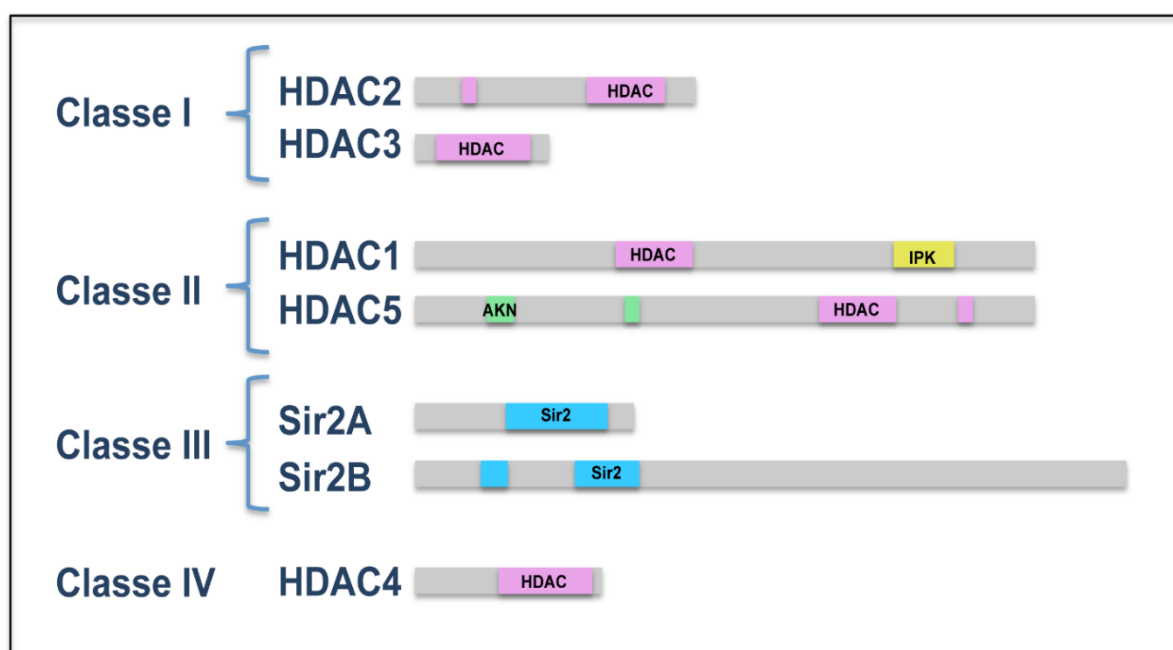 Classe I
HDAC2
HDAC
HDAC3
HDAC
Classe II
HDAC1
HDAC
IPK
HDAC5
AKN
HDAC
Classe III
Sir2A
Sir2
Sir2B
Sir2
Classe IV
HDAC4
HDAC